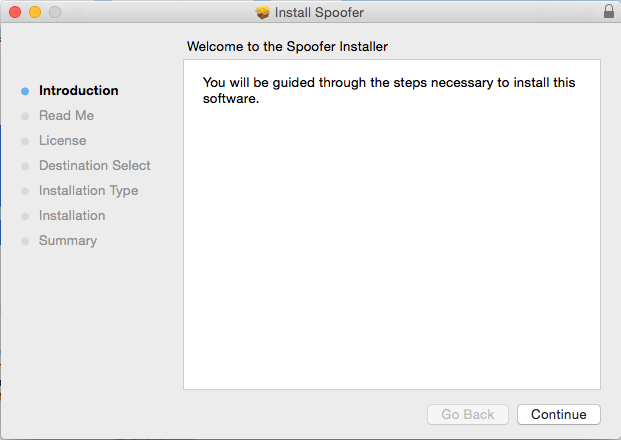 Install Spoofer
Welcome to the Spoofer Installer
Introduction
Read Me
License
Destination Select
Installation Type
Installation
Summary
You will be guided through the steps necessary to install this
software.
Go Back
Continue